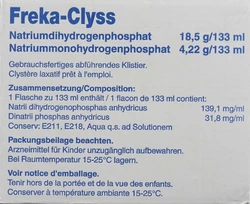 Freka-Clyss
Natriumdihydrogenphosphat 18,5 g/133 ml
Natriummonohydrogenphosphat 4,22 g/133 ml
Gebrauchsfertiges abführendes Klistier.
Clystère laxatif prêt à l'emploi.
Zusammensetzung/Composition:
1 Flasche zu 133 ml enthält / 1 flacon de 133 ml contient:
Natrii dihydrogenophosphas anhydricus 139,1 mg/ml
Dinatrii phosphas anhydricus 31,8 mg/ml
Conserv: E211, E218, Aqua q.s. ad Solutionem
Packungsbeilage beachten.
Arzneimittel für Kinder unzugänglich aufbewahren.
Bei Raumtemperatur 15-25°C lagern.
Voir notice d'emballage.
Tenir hors de la portée et de la vue des enfants.
Conserver à température ambiante 15-25°C.